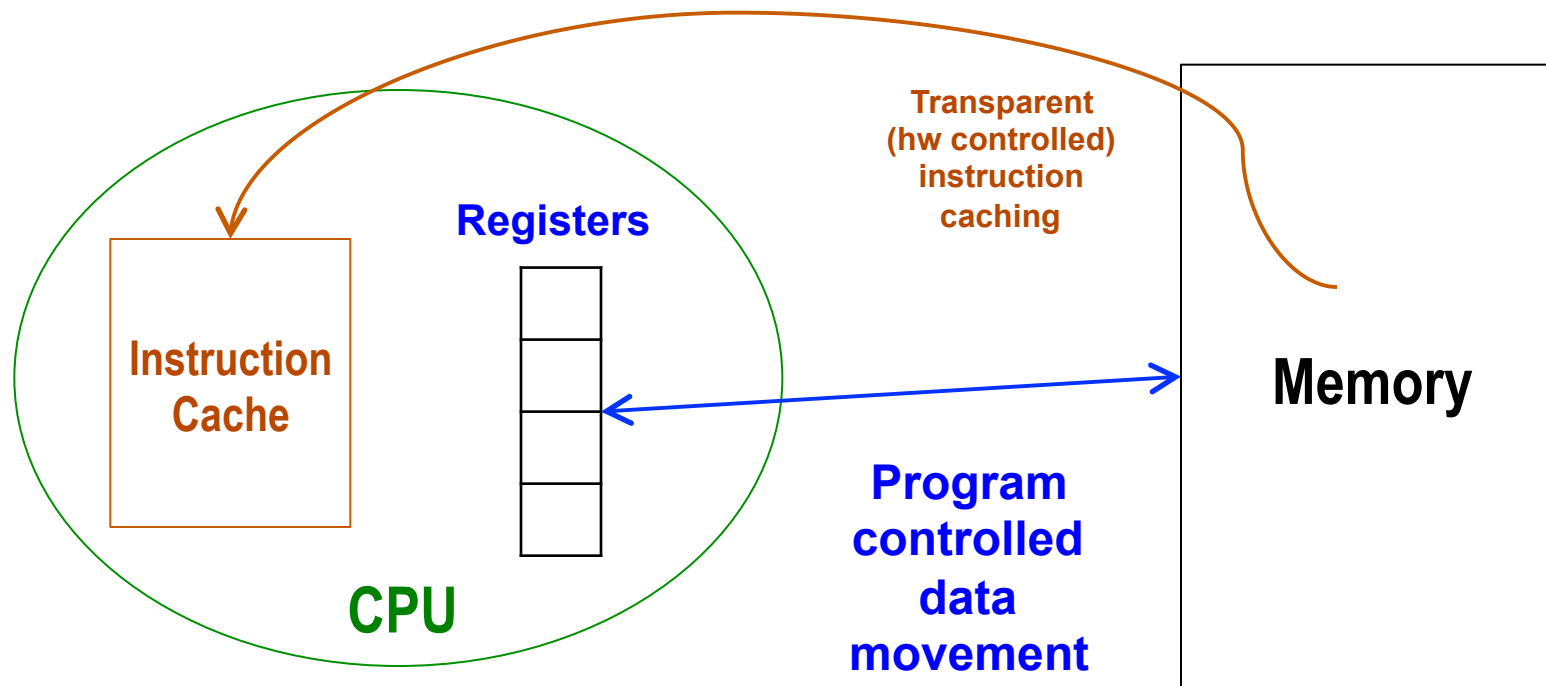 Transparent
(hw controlled)
instruction
caching
Registers
Instruction
Cache
Memory
Program
controlled
data
movement
CPU